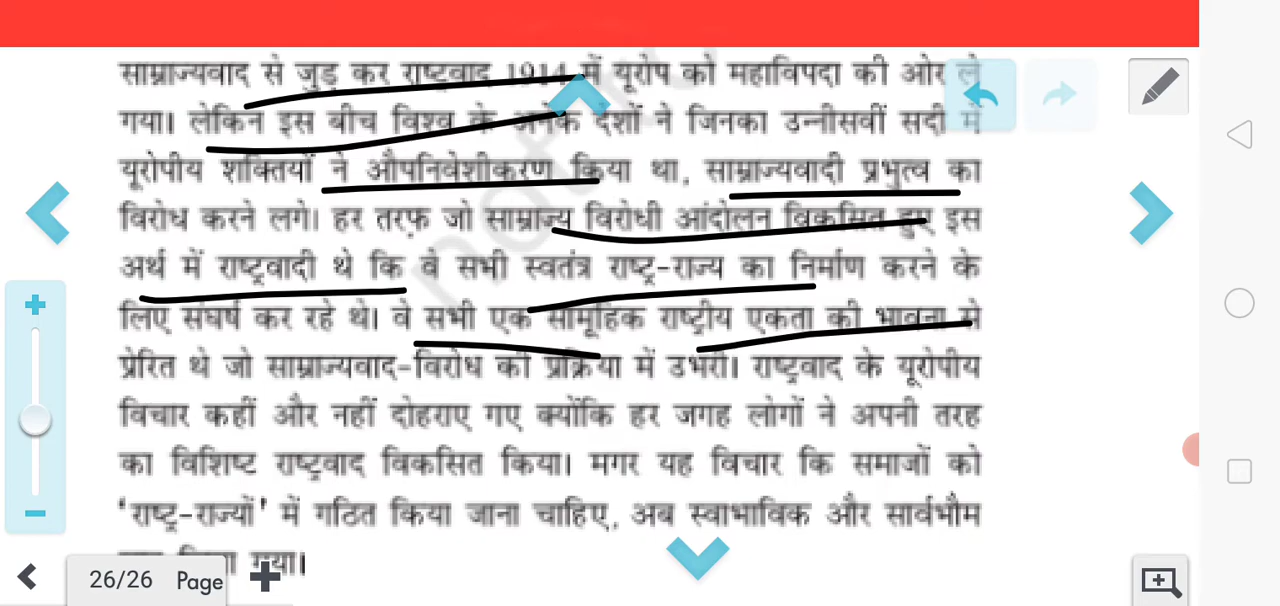 साम्राज्यवाद से जुड़ कर राष्ट्रवाद 1914 में यूरोप को महाविपदा की ओर ले
गया। लेकिन इस बीच विश्व के अनेक देशों ने जिनका उन्नीसवीं सदी में
यूरोपीय शक्तियों ने औपनिवेशीकरण किया था, साम्राज्यवादी प्रभुत्व का
विरोध करने लगे। हर तरफ़ जो साम्राज्य विरोधी आंदोलन विकसित हुए इस
अर्थ में राष्ट्रवादी थे कि वे सभी स्वतंत्र राष्ट्र-राज्य का निर्माण करने के
लिए संघर्ष कर रहे थे। वे सभी एक सामूहिक राष्ट्रीय एकता की भावना से
प्रेरित थे जो साम्राज्यवाद-विरोध की प्रक्रिया में उभरी। राष्ट्रवाद के यूरोपीय
विचार कहीं और नहीं दोहराए गए क्योंकि हर जगह लोगों ने अपनी तरह
का विशिष्ट राष्ट्रवाद विकसित किया। मगर यह विचार कि समाजों को
'राष्ट्र-राज्यों' में गठित किया जाना चाहिए, अब स्वाभाविक और सार्वभौम
गया।
26/26 Page